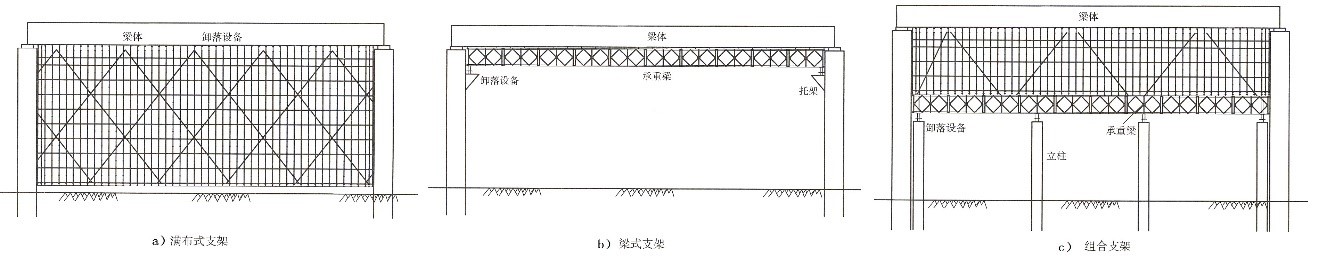 梁体 卸落设备
a) 满布式支架
梁体
承重梁
卸落设备
托架
b) 梁式支架
梁体
卸落设备
承重梁
立柱
c) 组合支架